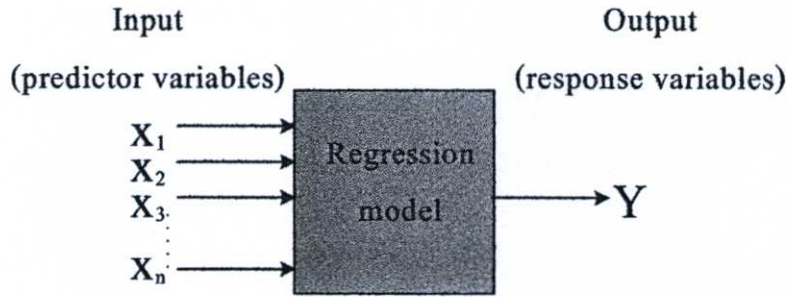 Input
(predictor variables)
Output
(response variables)
X₁
X₂
X₃
Xₙ
Regression
model
Y